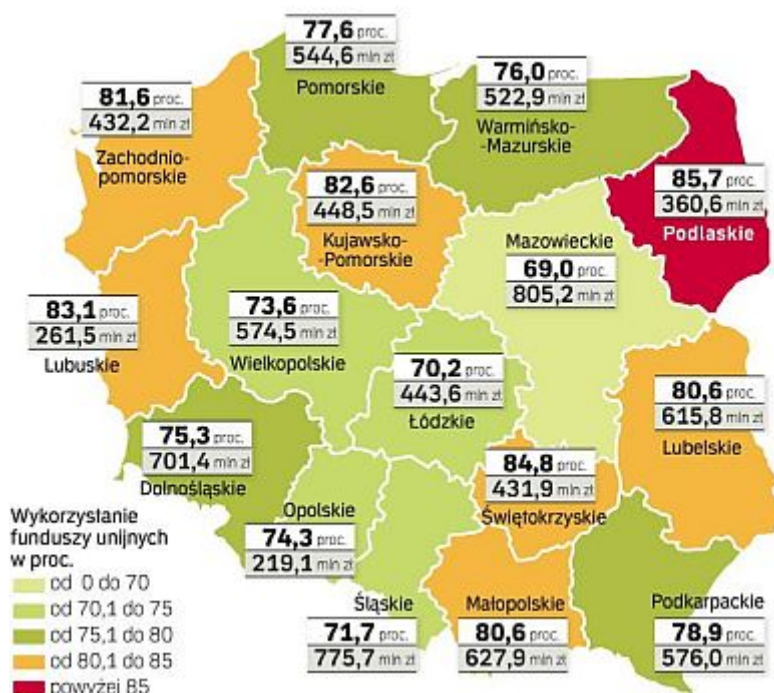 77,6 proc.
544,6 mln zł
Pomorskie
76,0 proc.
522,9 mln zł
Warmińsko-
-Mazurskie
81,6 proc.
432,2 mln zł
Zachodnio-
pomorskie
82,6 proc.
448,5 mln zł
Kujawsko-
-Pomorskie
85,7 proc.
360,6 mln zł
Podlaskie
Mazowieckie
69,0 proc.
805,2 mln zł
83,1 proc.
261,5 mln zł
Lubuskie
73,6 proc.
574,5 mln zł
Wielkopolskie
70,2 proc.
443,6 mln zł
Łódzkie
80,6 proc.
615,8 mln zł
Lubelskie
75,3 proc.
701,4 mln zł
Dolnośląskie
84,8 proc.
431,9 mln zł
Świętokrzyskie
Opolskie
74,3 proc.
219,1 mln zł
Śląskie
71,7 proc.
775,7 mln zł
Małopolskie
80,6 proc.
627,9 mln zł
Podkarpackie
78,9 proc.
576,0 mln zł
Wykorzystanie
funduszy unijnych
w proc.
od 0 do 70
od 70,1 do 75
od 75,1 do 80
od 80,1 do 85
powyżej 85